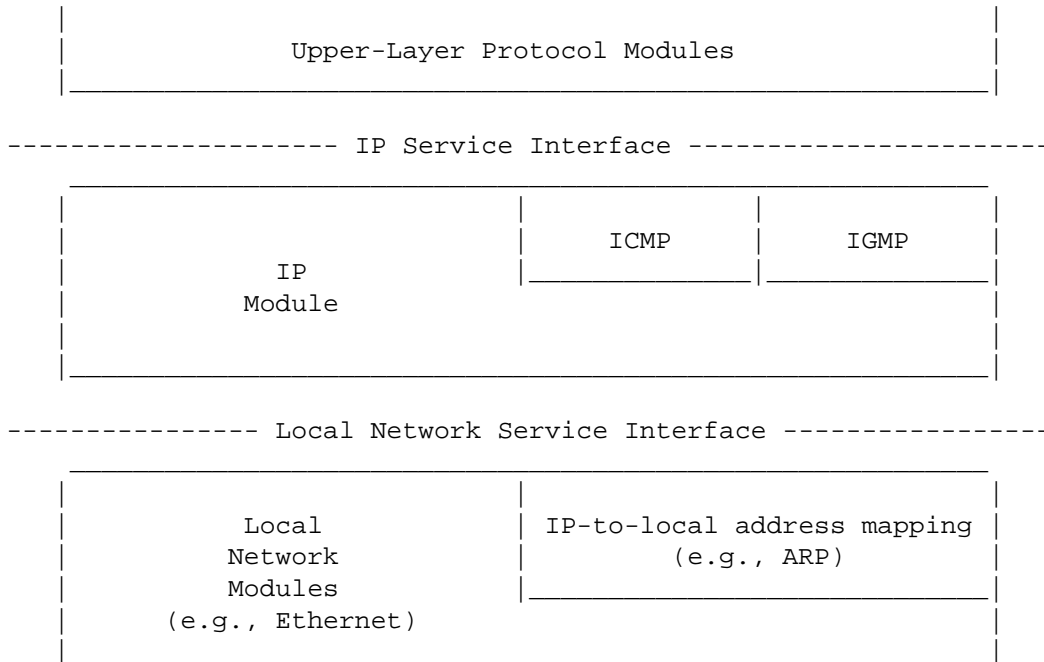 Upper-Layer Protocol Modules
IP Service Interface
ICMP IGMP
IP
Module
Local Network Service Interface
Local IP-to-local address mapping
Network (e.g., ARP)
Modules
(e.g., Ethernet)